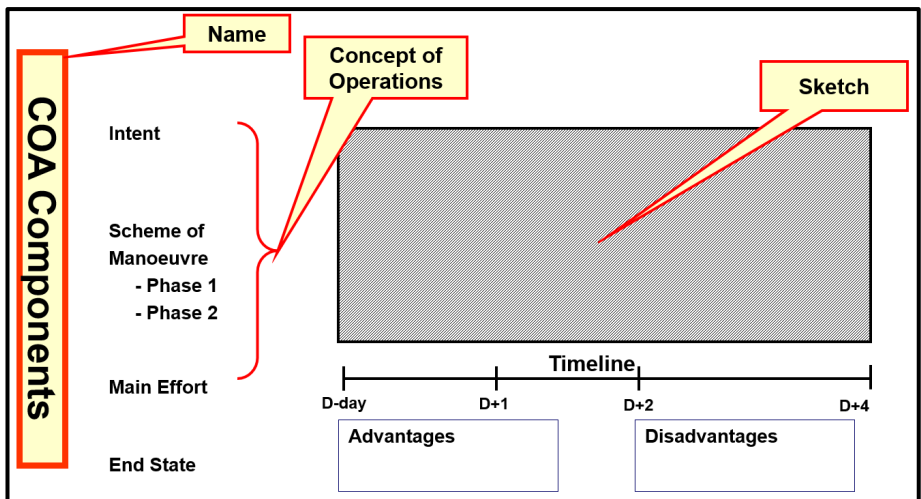 COA Components
Name
Concept of
Operations
Sketch
Intent
Scheme of
Manoeuvre
- Phase 1
- Phase 2
Main Effort
End State
Timeline
D-day
D+1
D+2
D+4
Advantages
Disadvantages